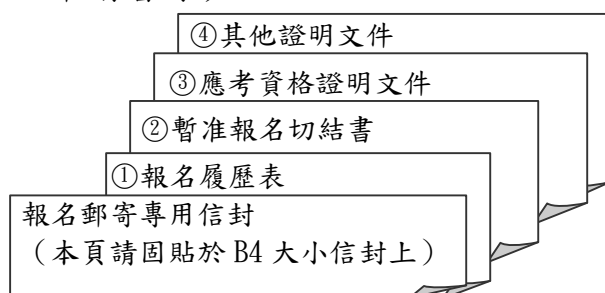 ④其他證明文件
③應考資格證明文件
②暫准報名切結書
①報名履歷表
報名郵寄專用信封
（本頁請固貼於 B4 大小信封上）